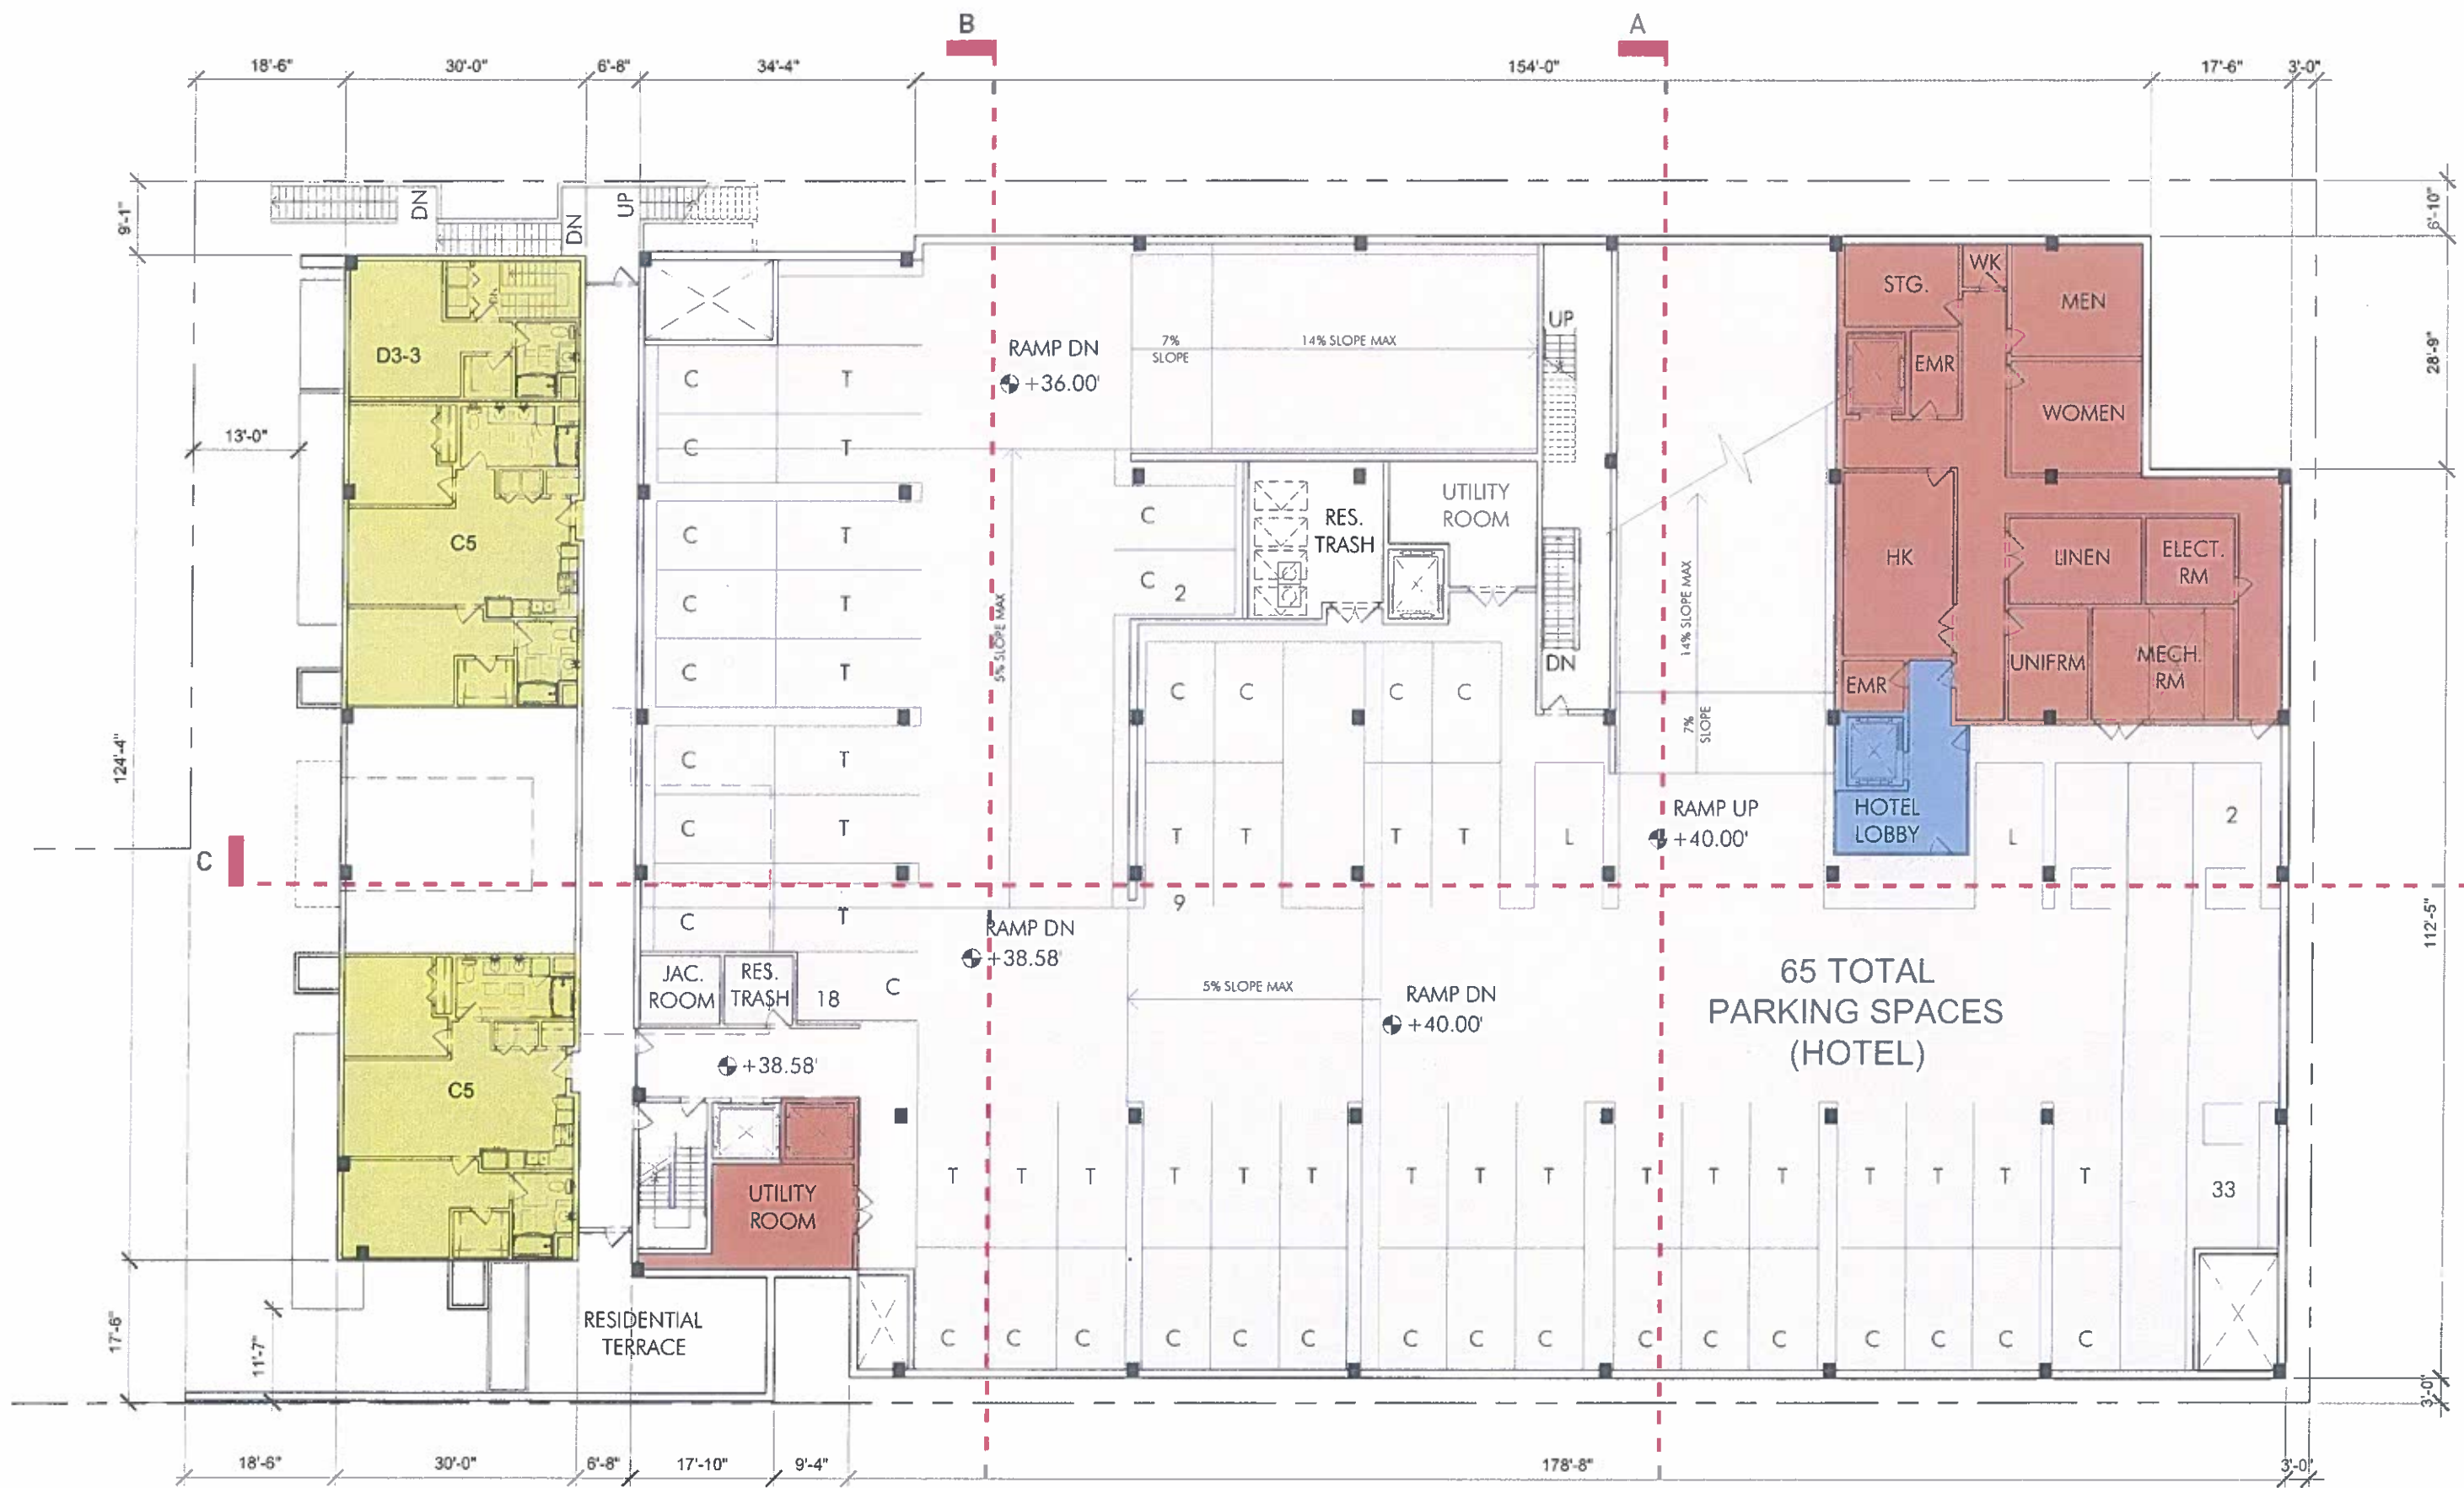 B
A
18'-6"
30'-0"
6'-8"
34'-4"
154'-0"
17'-6"
3'-0"
9'-1"
DN
DN
UP
6'-10"
STG.
WK
MEN
UP
RAMP DN
+36.00'
7%
SLOPE
14% SLOPE MAX
D3-3
EMR
28'-9"
C T
WOMEN
13'-0"
C T
C
UTILITY
ROOM
RES.
TRASH
C5
C T
HK
LINEN
ELECT.
RM
C 2
C T
5% SLOPE MAX
14% SLOPE MAX
DN
UNIFRM
MECH.
RM
C T
C C C C
EMR
7%
SLOPE
124'-4"
C T
RAMP UP
+40.00'
HOTEL
LOBBY
2
C T
T T T T L
L
C
9
C T
112'-5"
RAMP DN
+38.58'
JAC.
ROOM
RES.
TRASH
18
C
5% SLOPE MAX
RAMP DN
+40.00'
65 TOTAL
PARKING SPACES
(HOTEL)
+38.58'
C5
T T T T T T T T T T T T T T T T
33
UTILITY
ROOM
17'-6"
11'-7"
RESIDENTIAL
TERRACE
C C C C C C C C C C C C C C C C
3'-0"
18'-6"
30'-0"
6'-8"
17'-10"
9'-4"
178'-8"
3'-0"